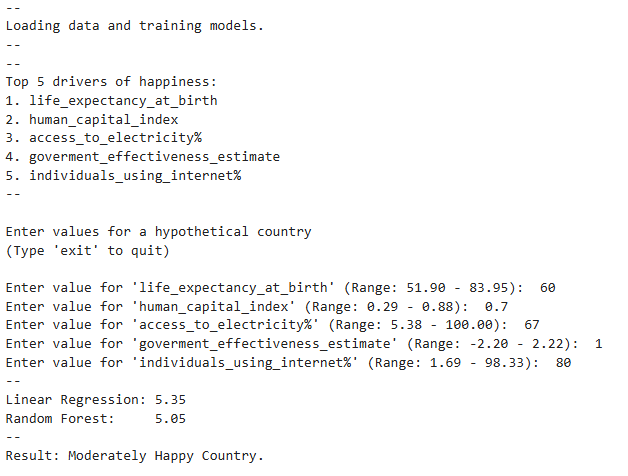 --
Loading data and training models.
--
--
Top 5 drivers of happiness:
1. life_expectancy_at_birth
2. human_capital_index
3. access_to_electricity%
4. goverment_effectiveness_estimate
5. individuals_using_internet%
--
Enter values for a hypothetical country
(Type 'exit' to quit)
Enter value for 'life_expectancy_at_birth' (Range: 51.90 - 83.95):  60
Enter value for 'human_capital_index' (Range: 0.29 - 0.88):  0.7
Enter value for 'access_to_electricity%' (Range: 5.38 - 100.00):  67
Enter value for 'goverment_effectiveness_estimate' (Range: -2.20 - 2.22):  1
Enter value for 'individuals_using_internet%' (Range: 1.69 - 98.33):  80
--
Linear Regression: 5.35
Random Forest:     5.05
--
Result: Moderately Happy Country.